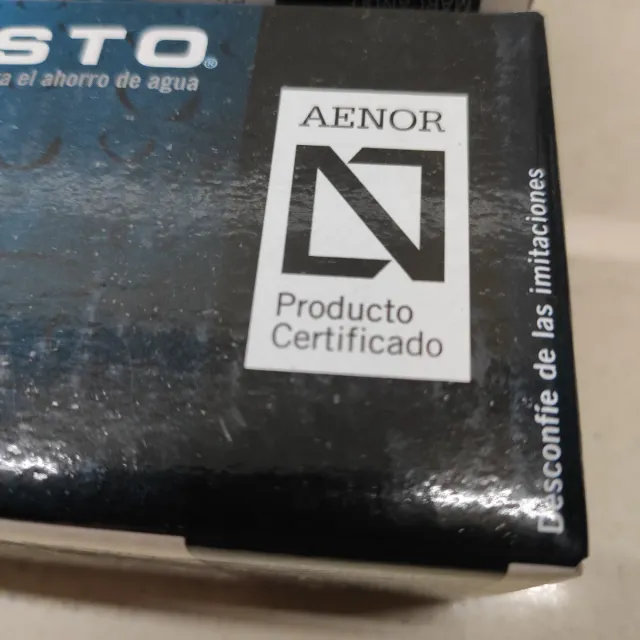 STO®
a el ahorro de agua
AENOR
Producto
Certificado
Desconfíe de las imitaciones